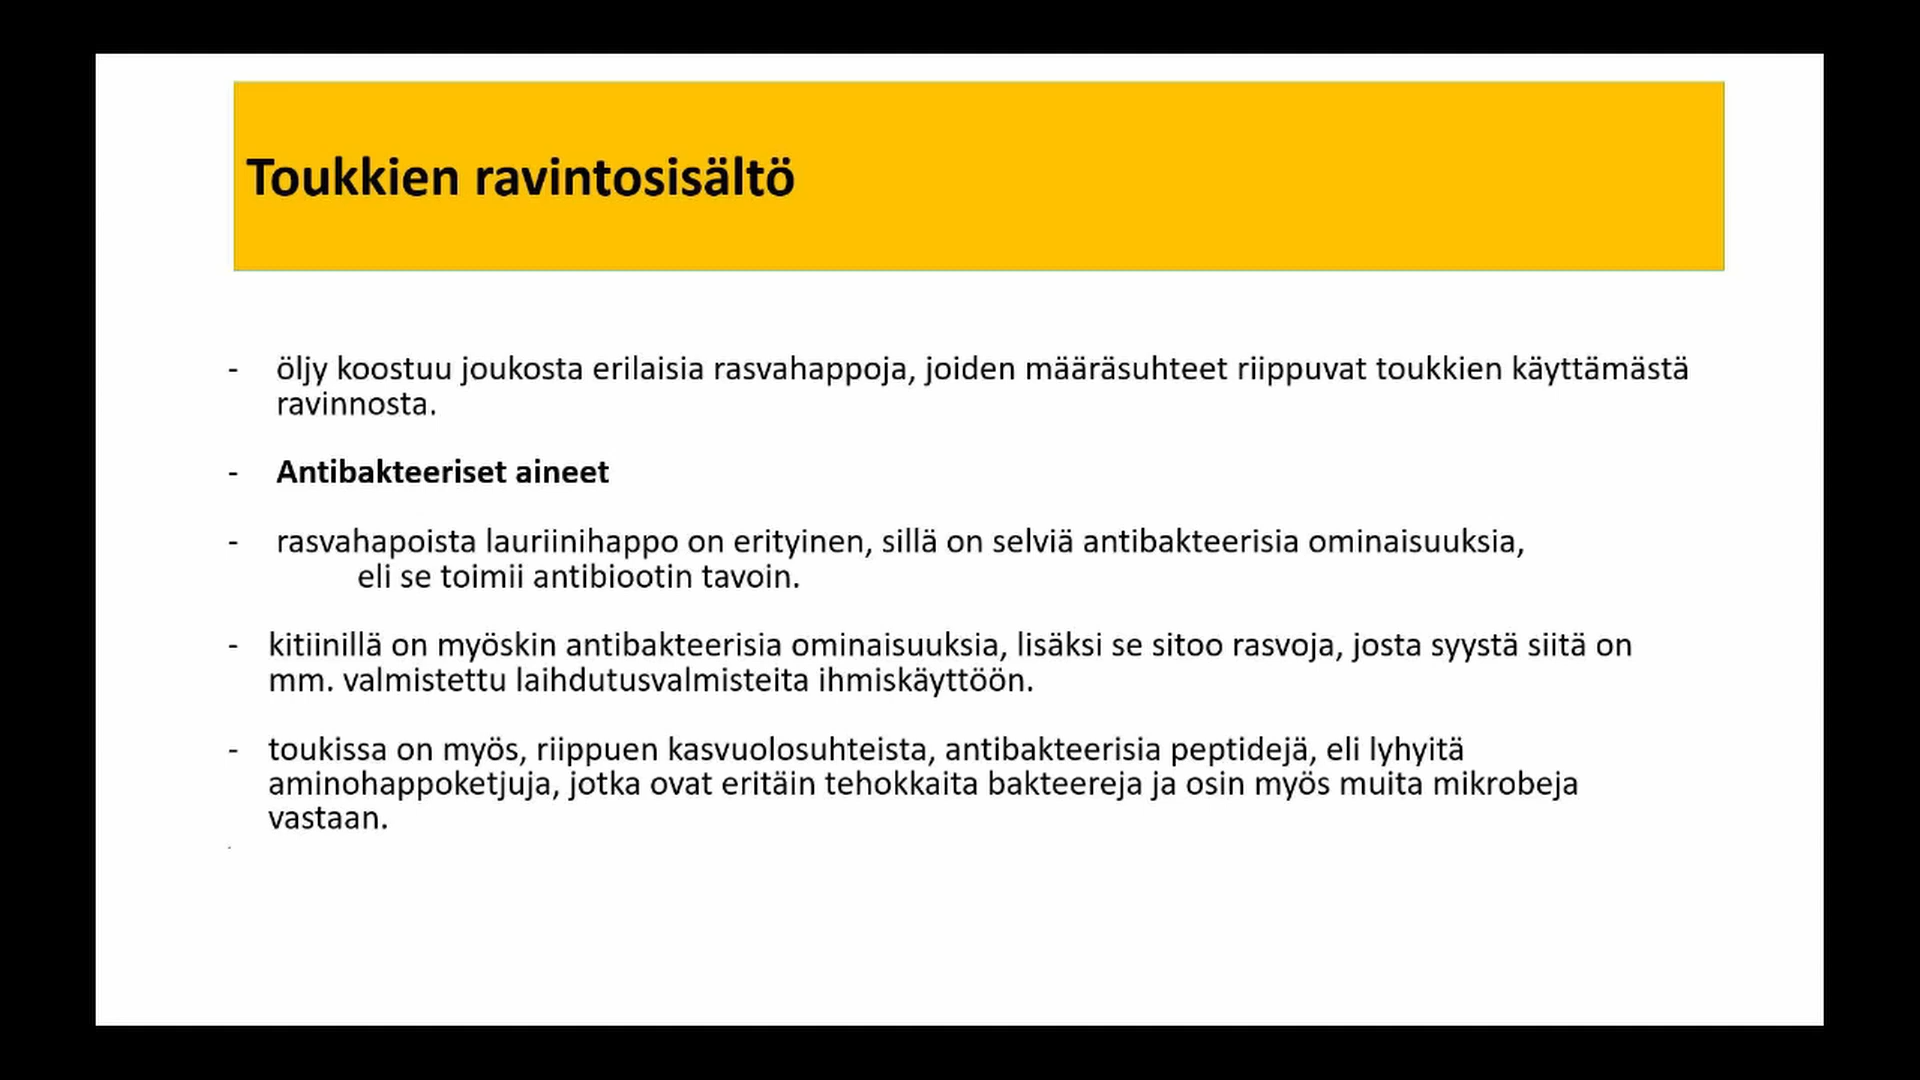 Toukkien ravintosisältö
- öljy koostuu joukosta erilaisia rasvahappoja, joiden määräsuhteet riippuvat toukkien käyttämästä
ravinnosta.
- Antibakteeriset aineet
- rasvahapoista lauriinihappo on erityinen, sillä on selviä antibakteerisia ominaisuuksia,
eli se toimii antibiootin tavoin.
- kitiinillä on myöskin antibakteerisia ominaisuuksia, lisäksi se sitoo rasvoja, josta syystä siitä on
mm. valmistettu laihdutusvalmisteita ihmiskäyttöön.
- toukissa on myös, riippuen kasvuolosuhteista, antibakteerisia peptidejä, eli lyhyitä
aminohappoketjuja, jotka ovat eritäin tehokkaita bakteereja ja osin myös muita mikrobeja
vastaan.
-